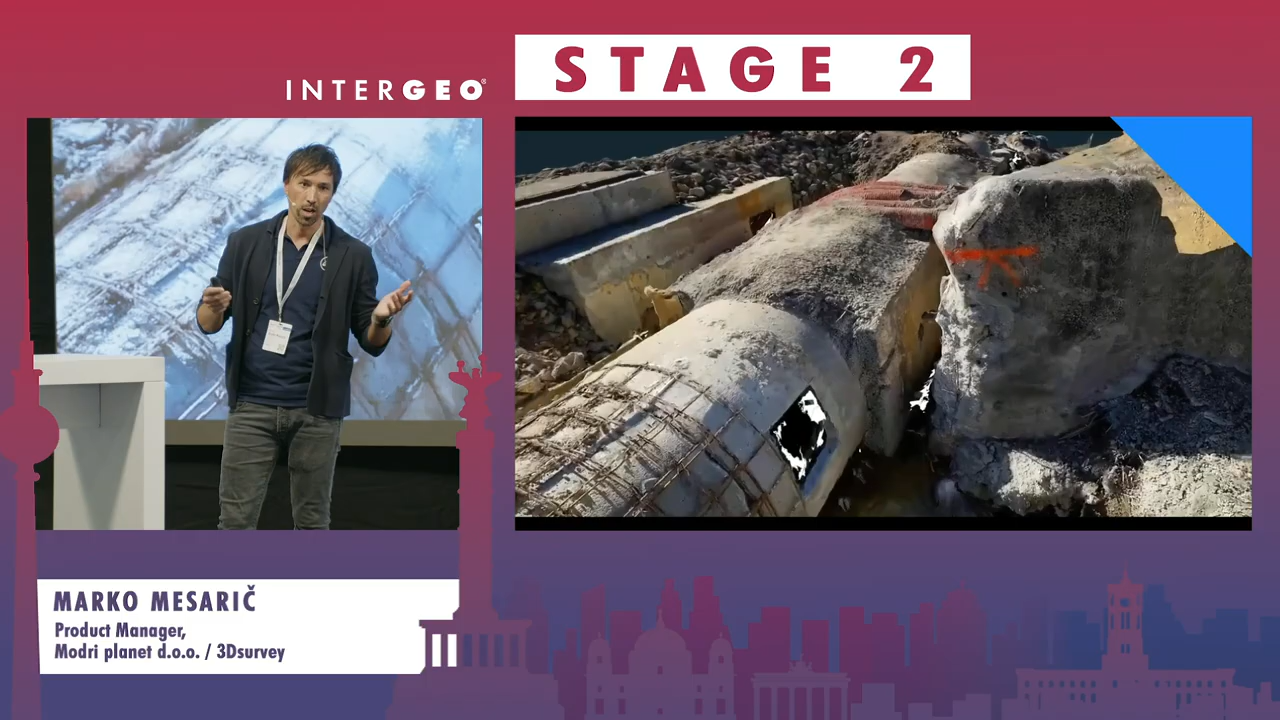 INTERGEO®
STAGE 2
MARKO MESARIČ
Product Manager,
Modri planet d.o.o. / 3Dsurvey